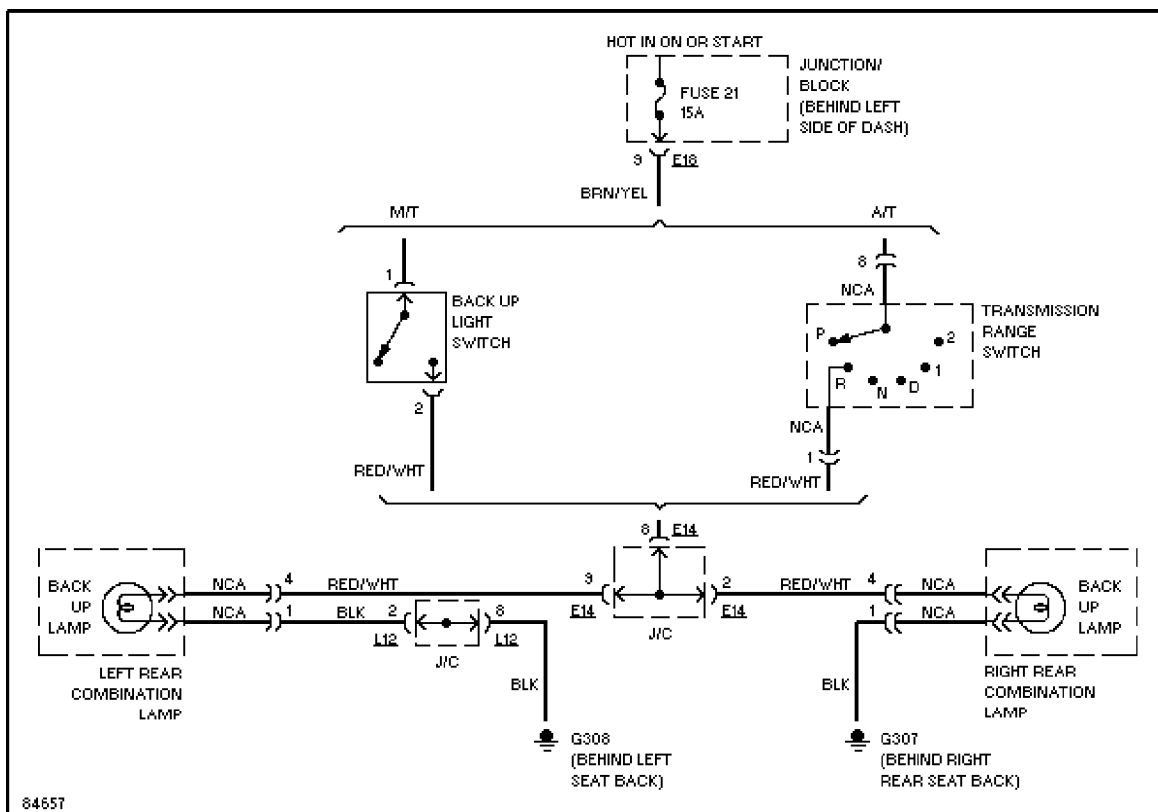 HOT IN ON OR START
JUNCTION/
BLOCK
(BEHIND LEFT
SIDE OF DASH)
FUSE 21
15A
9 E18
BRN/YEL
M/T
A/T
1
BACK UP
LIGHT
SWITCH
2
RED/WHT
8
NCA
TRANSMISSION
RANGE
SWITCH
P
R
N
D
1
2
NCA
1
RED/WHT
8 E14
BACK
UP
LAMP
NCA
4
RED/WHT
9
E14
2
E14
J/C
RED/WHT
4
NCA
BACK
UP
LAMP
NCA
1
BLK
2
L12
8
L12
J/C
1
NCA
LEFT REAR
COMBINATION
LAMP
BLK
BLK
RIGHT REAR
COMBINATION
LAMP
G308
(BEHIND LEFT
SEAT BACK)
G307
(BEHIND RIGHT
REAR SEAT BACK)
84657